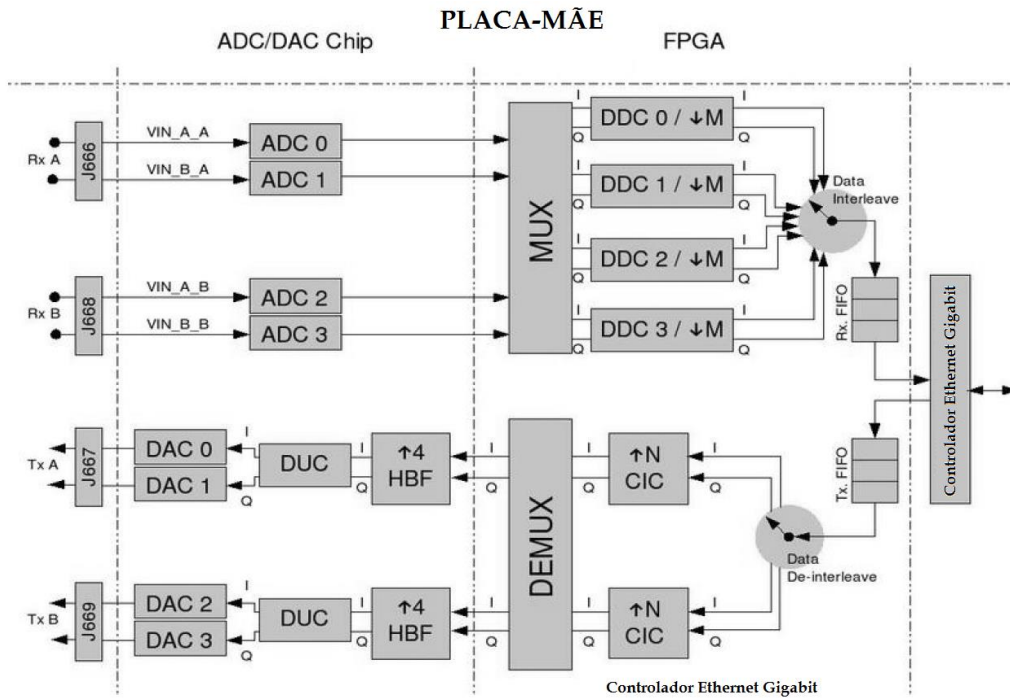 PLACA-MÃE
ADC/DAC Chip
FPGA
Rx A
J666
VIN_A_A
VIN_B_A
ADC 0
ADC 1
Rx B
J668
VIN_A_B
VIN_B_B
ADC 2
ADC 3
MUX
I
Q
DDC 0 / ↓M
I
Q
I
Q
DDC 1 / ↓M
I
Q
I
Q
DDC 2 / ↓M
I
Q
I
Q
DDC 3 / ↓M
I
Q
Data
Interleave
Rx. FIFO
Controlador Ethernet Gigabit
Tx A
J667
DAC 0
DAC 1
I
Q
DUC
↑4
HBF
I
Q
DEMUX
I
Q
↑N
CIC
I
Q
Tx. FIFO
Data
De-interleave
Tx B
J669
DAC 2
DAC 3
I
Q
DUC
↑4
HBF
I
Q
I
Q
↑N
CIC
I
Q
Controlador Ethernet Gigabit